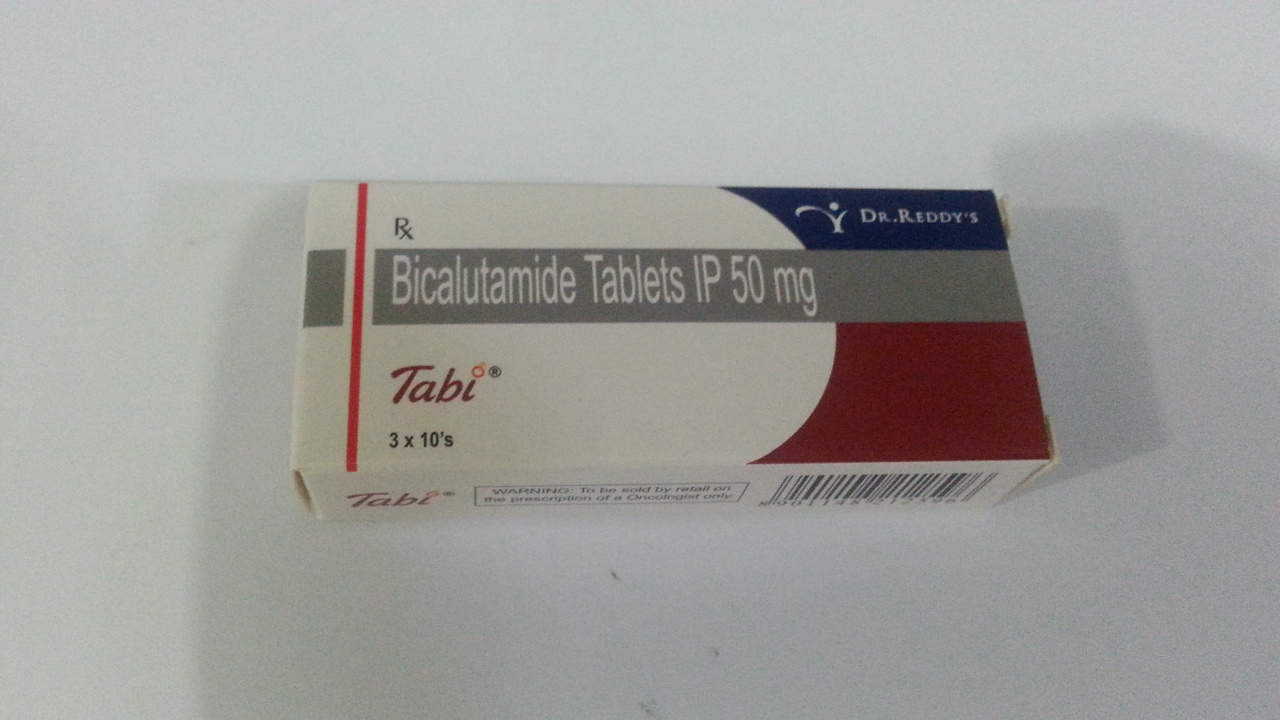 Rx
DR.REDDY'S
Bicalutamide Tablets IP 50 mg
Tabi®
3 x 10's
Tabi®
WARNING: To be sold by retail on
the prescription of a Oncologist only.